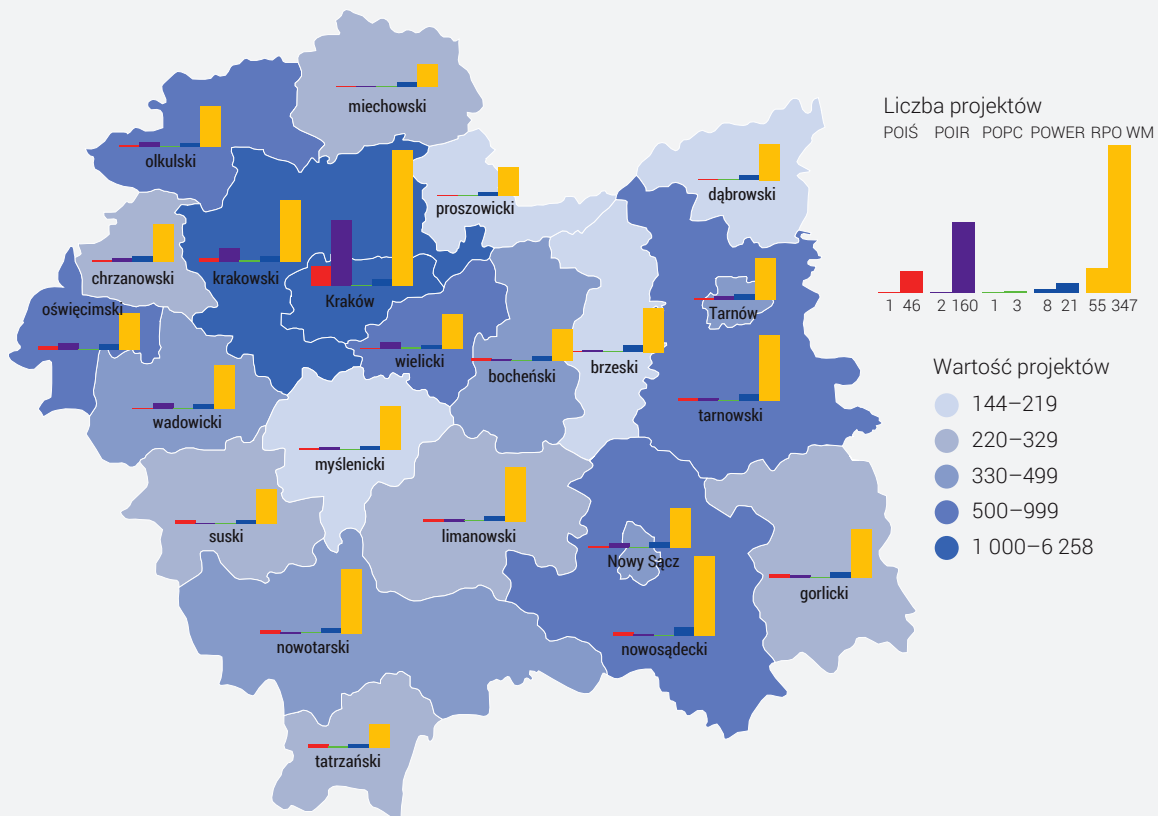 Liczba projektów
POIŚ POIR POPC POWER RPO WM
1 46 2 160 1 3 8 21 55 347
Wartość projektów
144–219
220–329
330–499
500–999
1 000–6 258
miechowski
olkulski
dąbrowski
proszowicki
chrzanowski
krakowski
Kraków
oświęcimski
Tarnów
wielicki
bocheński
brzeski
wadowicki
tarnowski
myślenicki
suski
limanowski
Nowy Sącz
gorlicki
nowotarski
nowosądecki
tatrzański